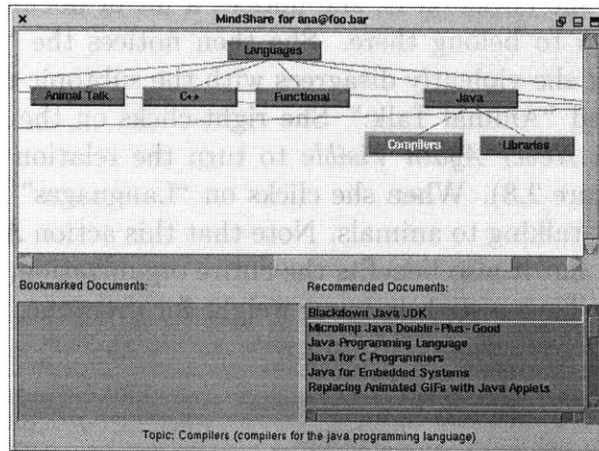 MindShare for ana@foo.bar
Languages
Animal Talk
C++
Functional
Java
Compilers
Libraries
Bookmarked Documents:
Recommended Documents:
Blackdown Java JDK
Microlimp Java Double-Plus-Good
Java Programming Language
Java for C Programmers
Java for Embedded Systems
Replacing Animated GIFs with Java Applets
Topic: Compilers (compilers for the java programming language)